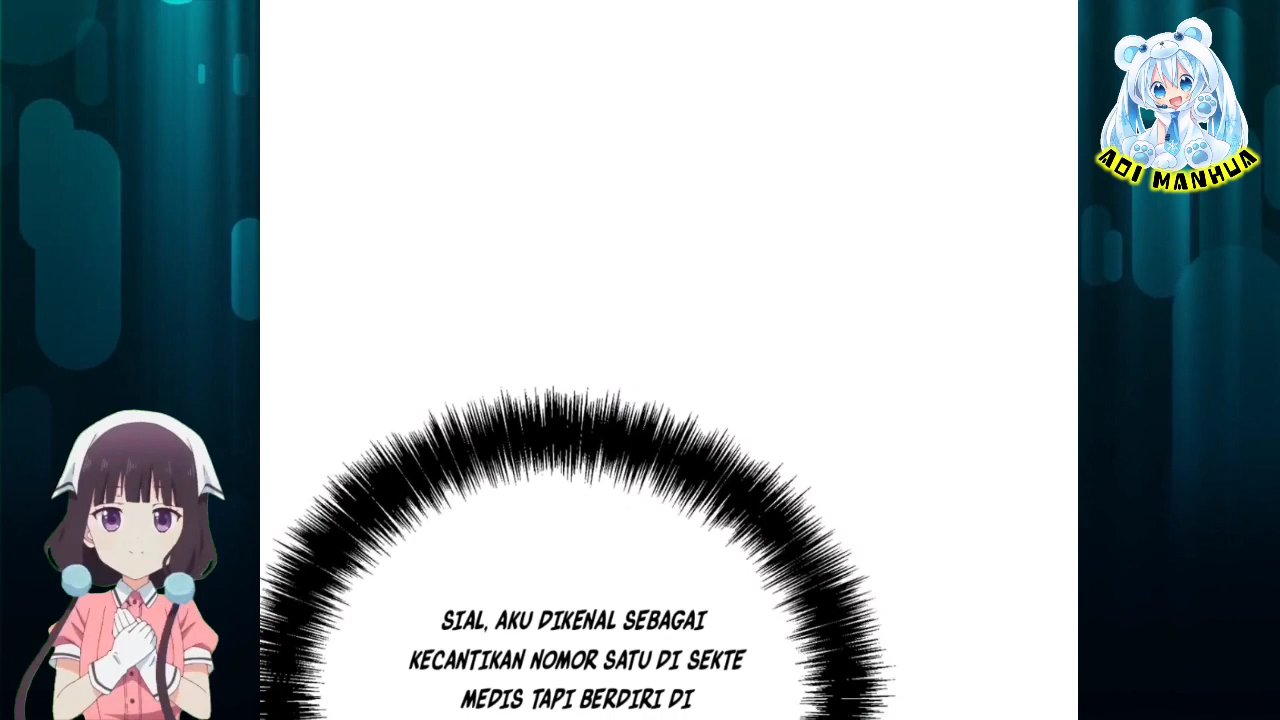 AOI MANHUA
SIAL, AKU DIKENAL SEBAGAI
KECANTIKAN NOMOR SATU DI SEKTE
MEDIS TAPI BERDIRI DI